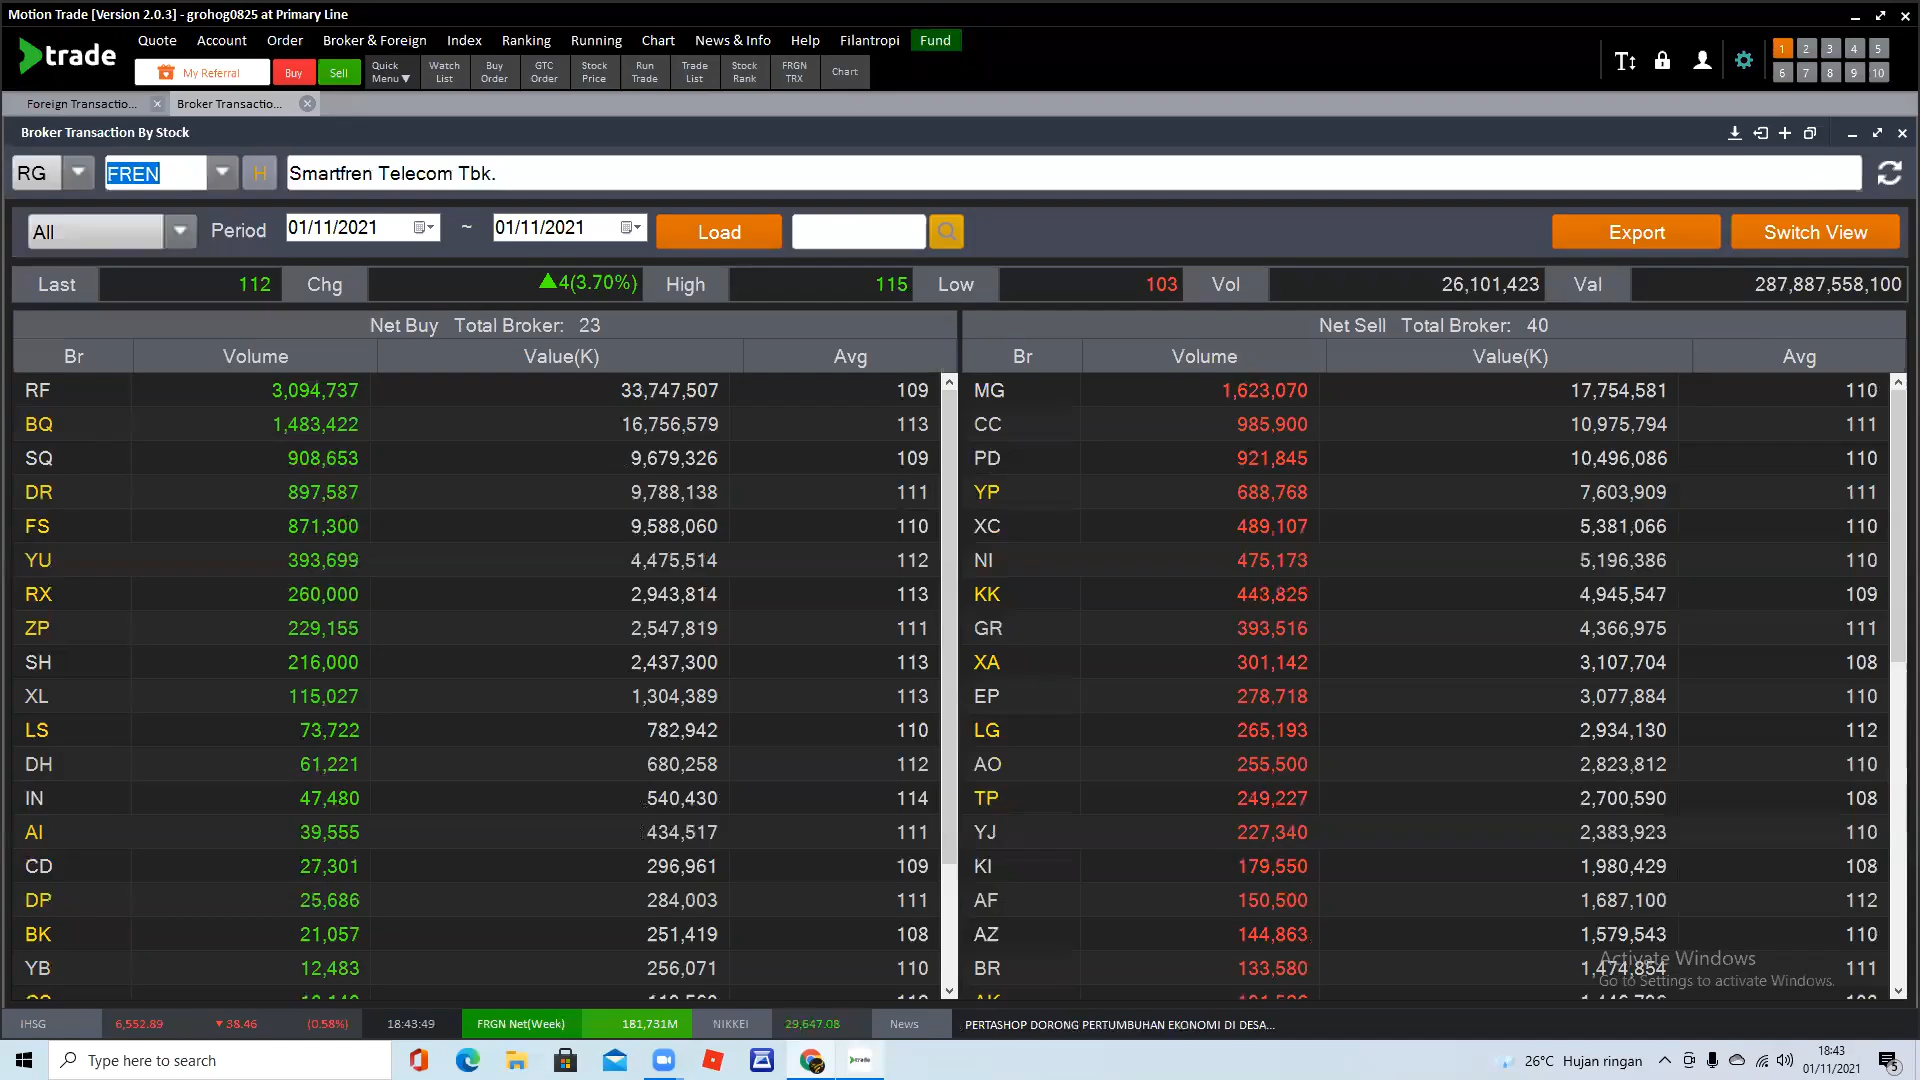 Motion Trade [Version 2.0.3] - grohog0825 at Primary Line
trade
Quote Account Order Broker & Foreign Index Ranking Running Chart News & Info Help Filantropi Fund
My Referral Buy Sell Quick Menu▼ Watch List Buy Order GTC Order Stock Price Run Trade Trade List Stock Rank FRGN TRX Chart
1 2 3 4 5
6 7 8 9 10
Foreign Transactio... Broker Transactio...
Broker Transaction By Stock
RG FREN H Smartfren Telecom Tbk.
All Period 01/11/2021 ~ 01/11/2021 Load Export Switch View
Last 112 Chg ▲4(3.70%) High 115 Low 103 Vol 26,101,423 Val 287,887,558,100
Net Buy Total Broker: 23 Net Sell Total Broker: 40
Br Volume Value(K) Avg Br Volume Value(K) Avg
RF 3,094,737 33,747,507 109 MG 1,623,070 17,754,581 110
BQ 1,483,422 16,756,579 113 CC 985,900 10,975,794 111
SQ 908,653 9,679,326 109 PD 921,845 10,496,086 110
DR 897,587 9,788,138 111 YP 688,768 7,603,909 111
FS 871,300 9,588,060 110 XC 489,107 5,381,066 110
YU 393,699 4,475,514 112 NI 475,173 5,196,386 110
RX 260,000 2,943,814 113 KK 443,825 4,945,547 109
ZP 229,155 2,547,819 111 GR 393,516 4,366,975 111
SH 216,000 2,437,300 113 XA 301,142 3,107,704 108
XL 115,027 1,304,389 113 EP 278,718 3,077,884 110
LS 73,722 782,942 110 LG 265,193 2,934,130 112
DH 61,221 680,258 112 AO 255,500 2,823,812 110
IN 47,480 540,430 114 TP 249,227 2,700,590 108
AI 39,555 434,517 111 YJ 227,340 2,383,923 110
CD 27,301 296,961 109 KI 179,550 1,980,429 108
DP 25,686 284,003 111 AF 150,500 1,687,100 112
BK 21,057 251,419 108 AZ 144,863 1,579,543 110
YB 12,483 256,071 110 BR 133,580 1,474,854 111
Activate Windows
Go to Settings to activate Windows.
IHSG 6,552.89 ▼38.46 (0.58%) 18:43:49 FRGN Net(Week) 181,731M NIKKEI 29,647.08 News PERTASHOP DORONG PERTUMBUHAN EKONOMI DI DESA...
Type here to search trade 26°C Hujan ringan 18:43
01/11/2021 5